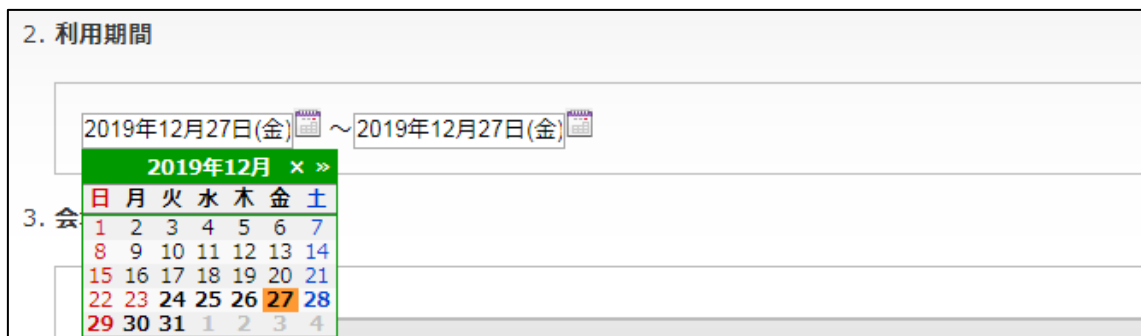 2. 利用期間
2019年12月27日(金) ～2019年12月27日(金)
2019年12月 × »
日 月 火 水 木 金 土
1 2 3 4 5 6 7
3. 会
8 9 10 11 12 13 14
15 16 17 18 19 20 21
22 23 24 25 26 27 28
29 30 31 1 2 3 4